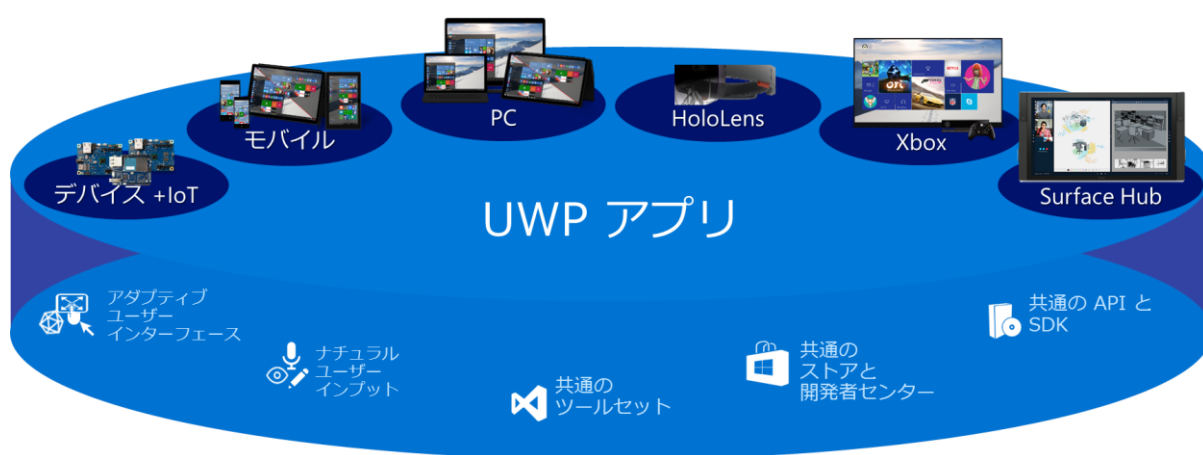 デバイス +IoT
モバイル
PC
HoloLens
Xbox
Surface Hub
UWP アプリ
アダプティブ
ユーザー
インターフェース
ナチュラル
ユーザー
インプット
共通の
ツールセット
共通の
ストアと
開発者センター
共通の API と
SDK